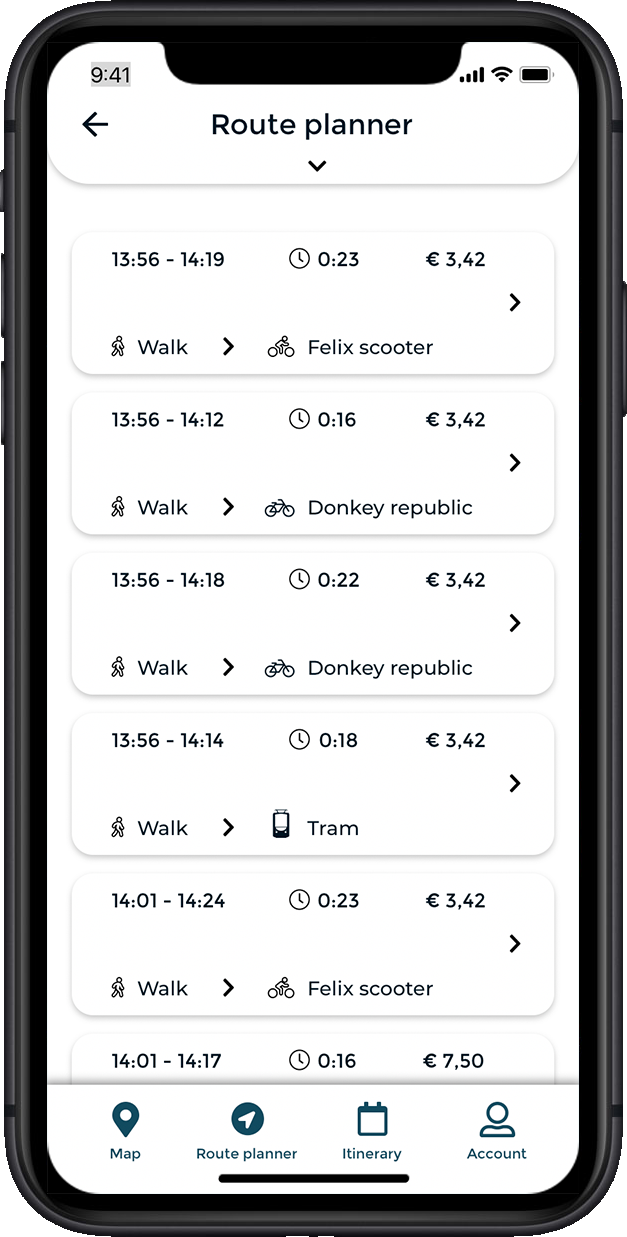 9:41
Route planner
13:56 - 14:19 0:23 € 3,42
Walk Felix scooter
13:56 - 14:12 0:16 € 3,42
Walk Donkey republic
13:56 - 14:18 0:22 € 3,42
Walk Donkey republic
13:56 - 14:14 0:18 € 3,42
Walk Tram
14:01 - 14:24 0:23 € 3,42
Walk Felix scooter
14:01 - 14:17 0:16 € 7,50
Map Route planner Itinerary Account